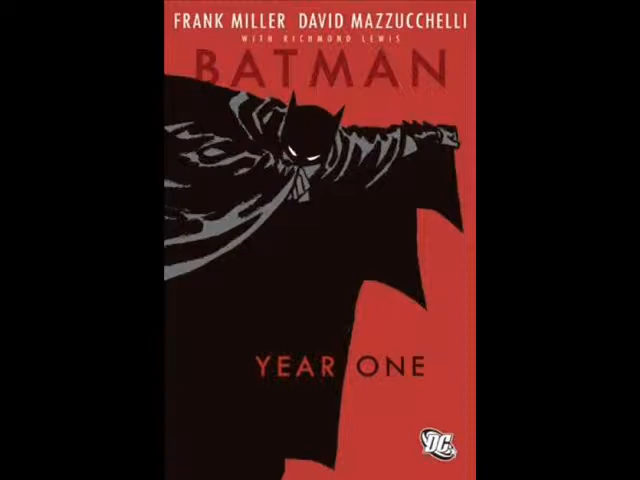 FRANK MILLER DAVID MAZZUCCHELLI
WITH RICHMOND LEWIS
BATMAN
YEAR ONE
DC